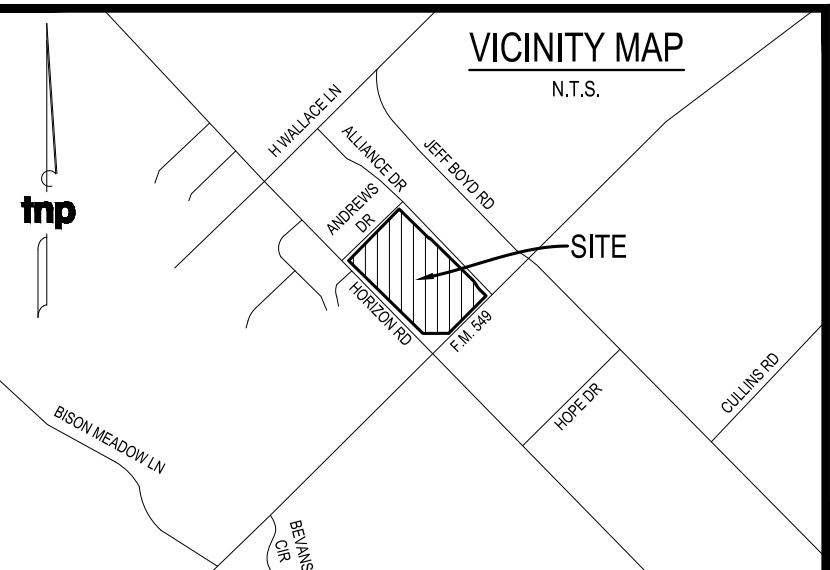 VICINITY MAP
N.T.S.
H WALLACE LN
ALLIANCE DR
JEFF BOYD RD
ANDREWS
DR
tnp
SITE
HORIZON RD
F.M. 549
HOPE DR
CULLINS RD
BISON MEADOW LN
BEVANS
CIR